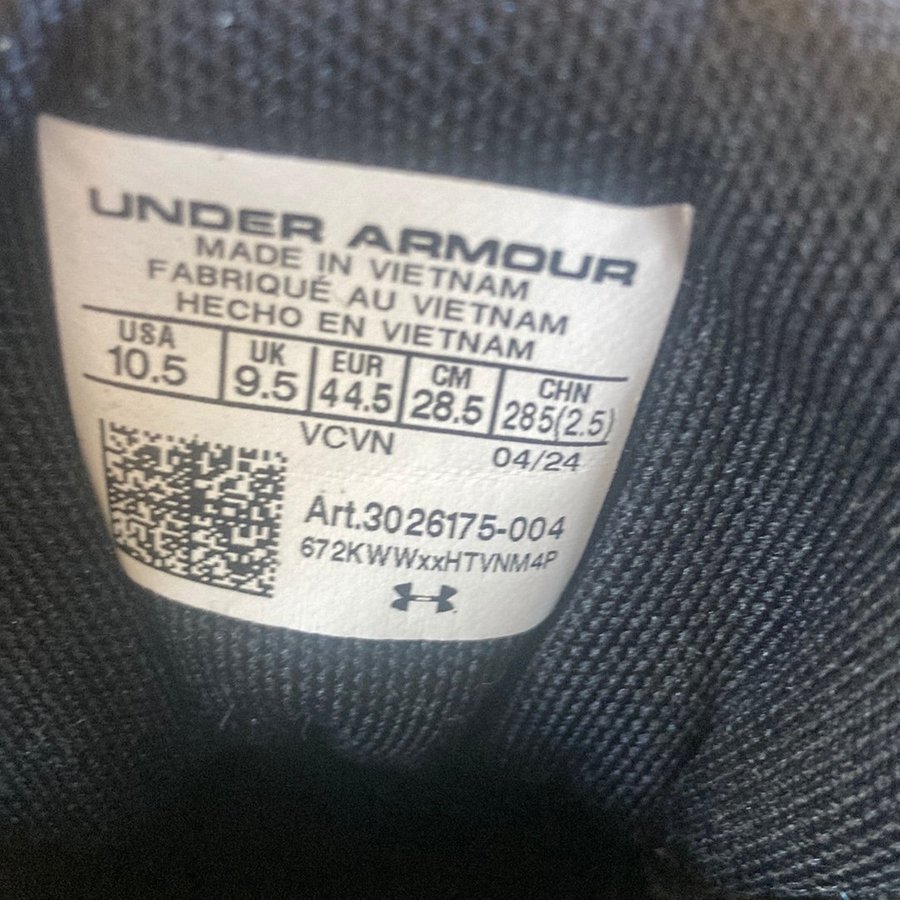 UNDER ARMOUR
MADE IN VIETNAM
FABRIQUÉ AU VIETNAM
HECHO EN VIETNAM
USA UK EUR CM CHN
10.5 9.5 44.5 28.5 285(2.5)
VCVN 04/24
Art.3026175-004
672KWWxxHTVNM4P